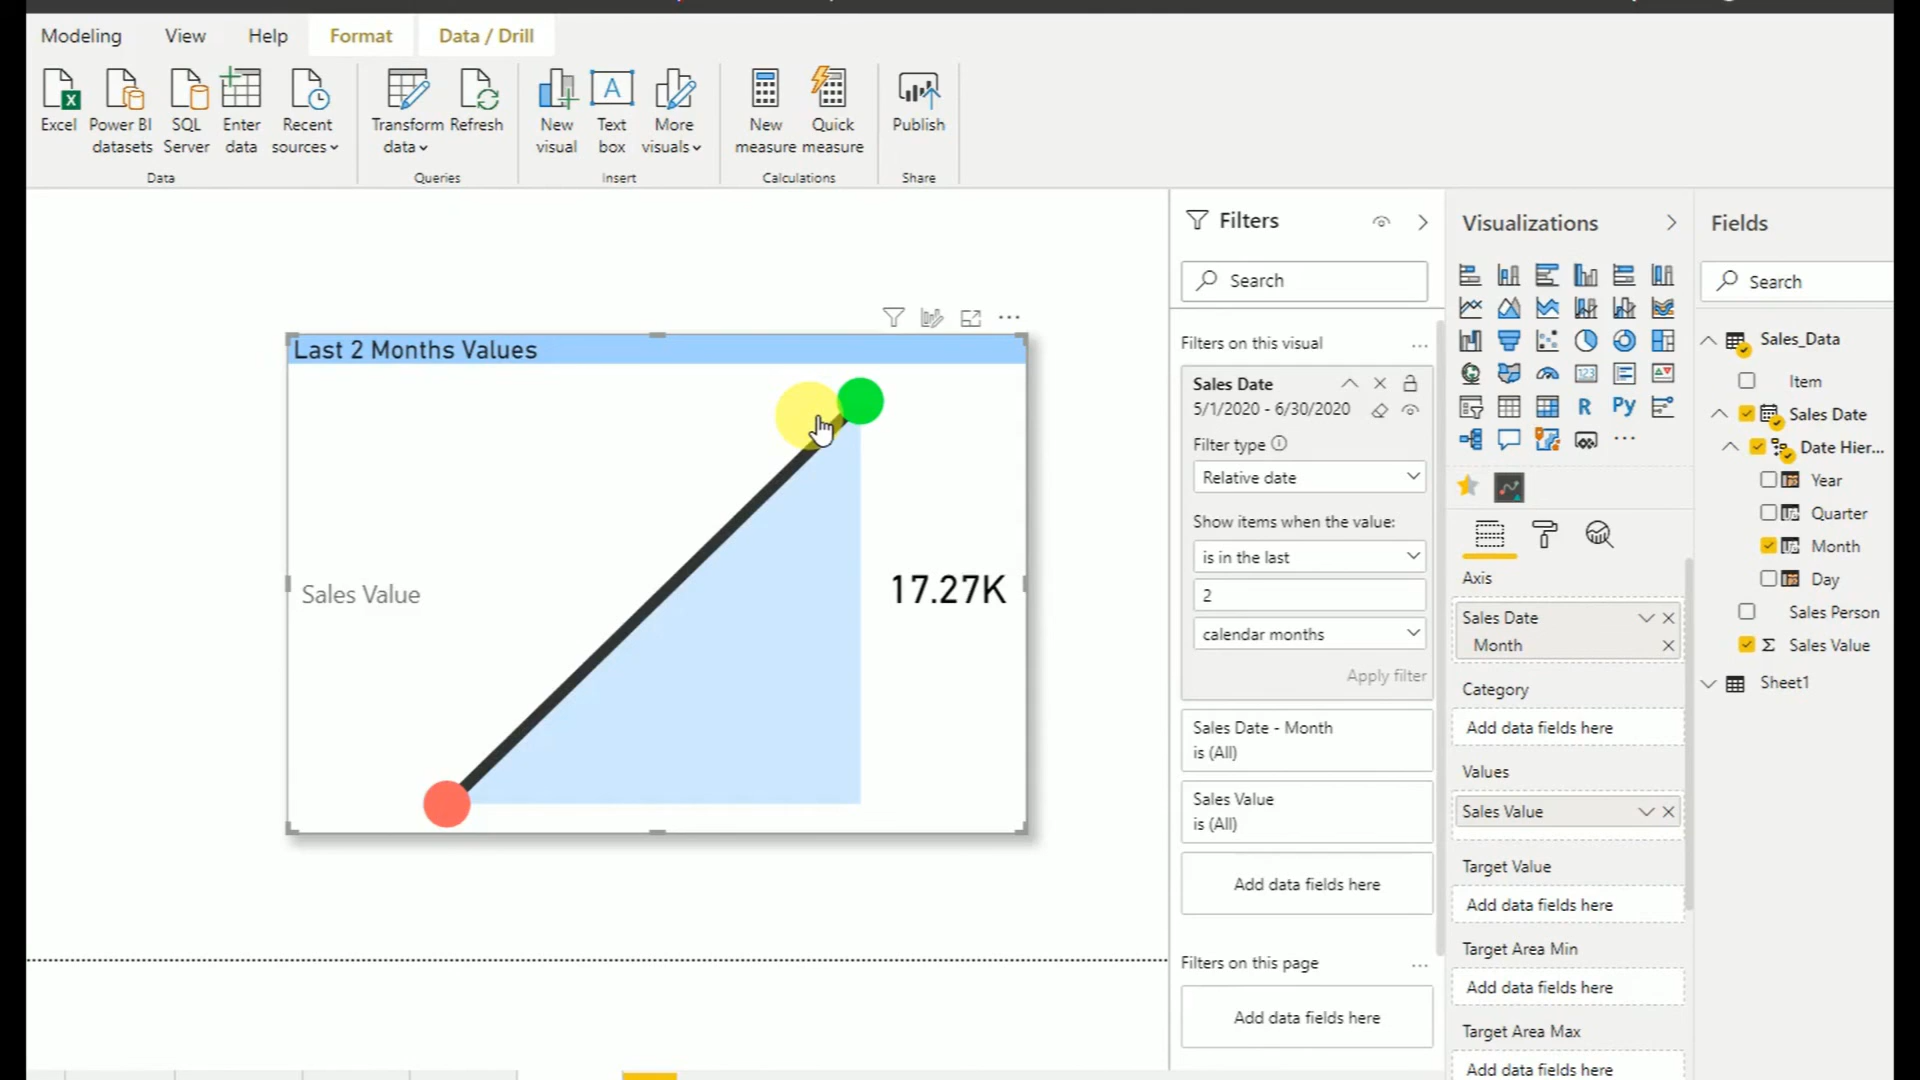 Modeling View Help Format Data / Drill
Excel Power BI datasets SQL Server Enter data Recent sources Transform data Refresh New visual Text box More visuals New measure Quick measure Publish
Data Queries Insert Calculations Share
Last 2 Months Values
Sales Value
17.27K
Filters
Search
Filters on this visual
...
Sales Date
5/1/2020 - 6/30/2020
Filter type
Relative date
Show items when the value:
is in the last
2
calendar months
Apply filter
Sales Date - Month
is (All)
Sales Value
is (All)
Add data fields here
Filters on this page
...
Add data fields here
Visualizations
123
R Py
...
Axis
Sales Date
Month
Category
Add data fields here
Values
Sales Value
Target Value
Add data fields here
Target Area Min
Add data fields here
Target Area Max
Add data fields here
Fields
Search
Sales_Data
Item
Sales Date
Date Hier...
Year
Quarter
Month
Day
Sales Person
Σ Sales Value
Sheet1